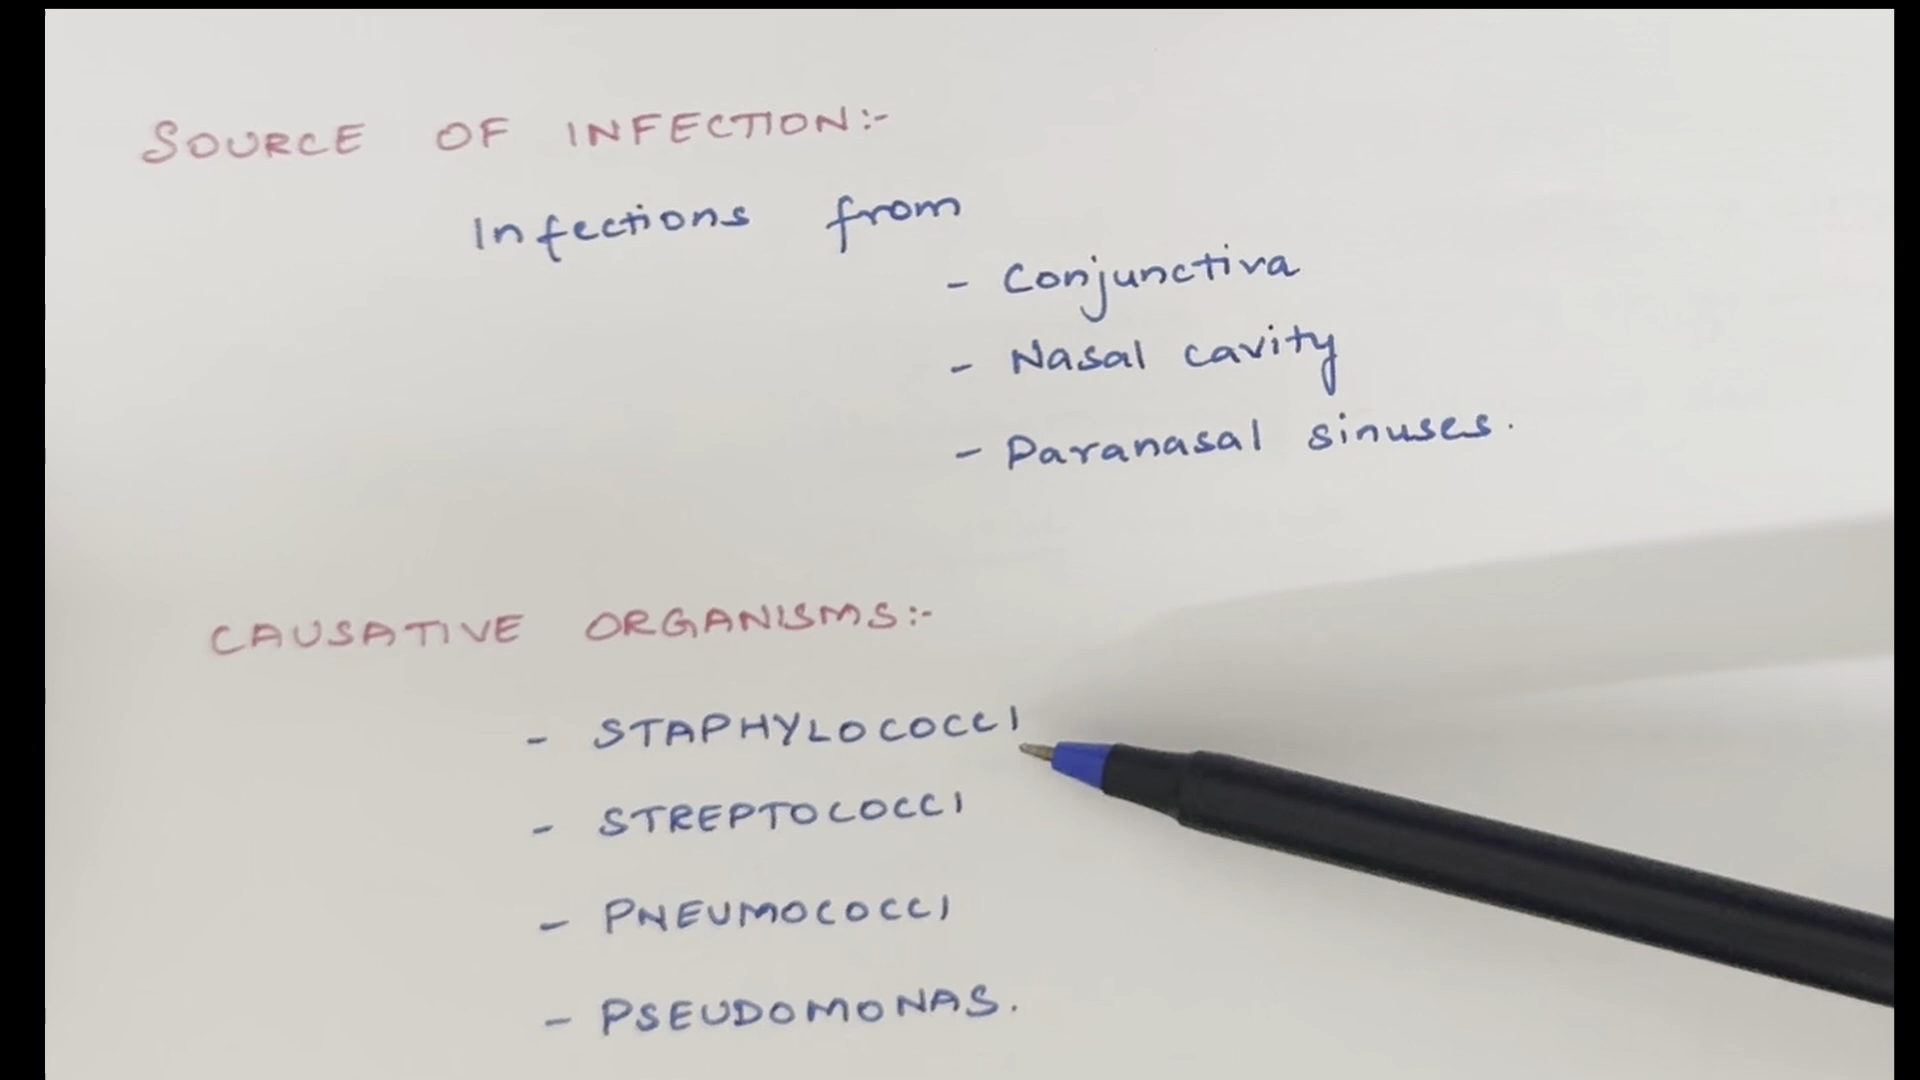 SOURCE OF INFECTION:-
Infections from
- Conjunctiva
- Nasal cavity
- Paranasal sinuses.
CAUSATIVE ORGANISMS:-
- STAPHYLOCOCCI
- STREPTOCOCCI
- PNEUMOCOCCI
- PSEUDOMONAS.